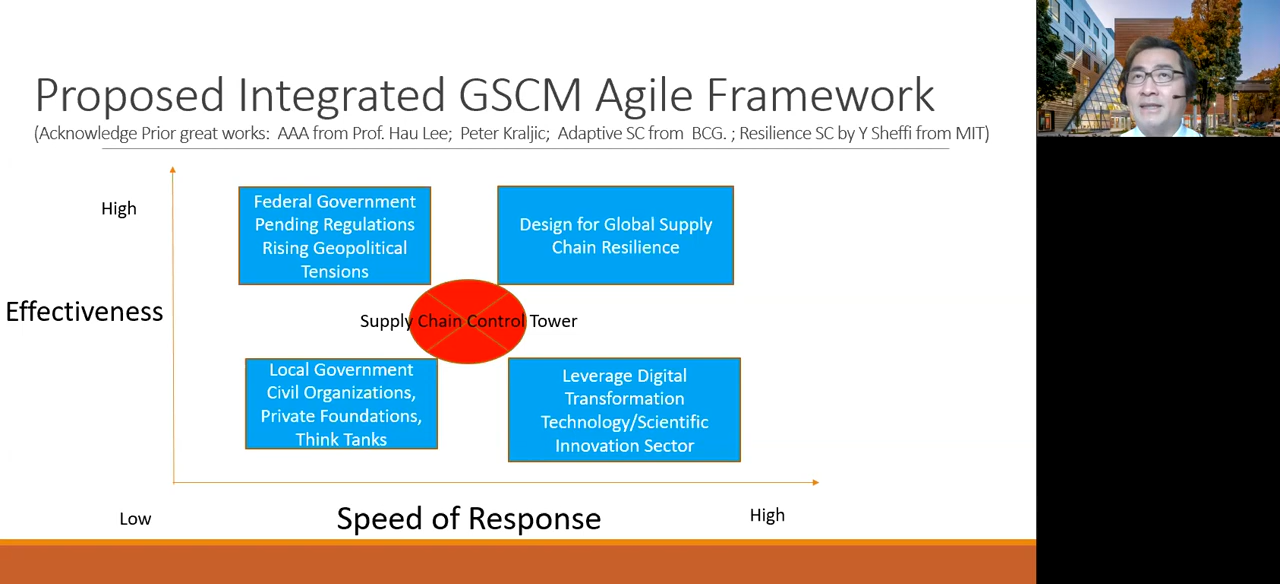 Proposed Integrated GSCM Agile Framework
(Acknowledge Prior great works: AAA from Prof. Hau Lee; Peter Kraljic; Adaptive SC from BCG. ; Resilience SC by Y Sheffi from MIT)
High
Federal Government
Pending Regulations
Rising Geopolitical
Tensions
Design for Global Supply
Chain Resilience
Effectiveness
Supply Chain Control Tower
Local Government
Civil Organizations,
Private Foundations,
Think Tanks
Leverage Digital
Transformation
Technology/Scientific
Innovation Sector
Low
Speed of Response
High